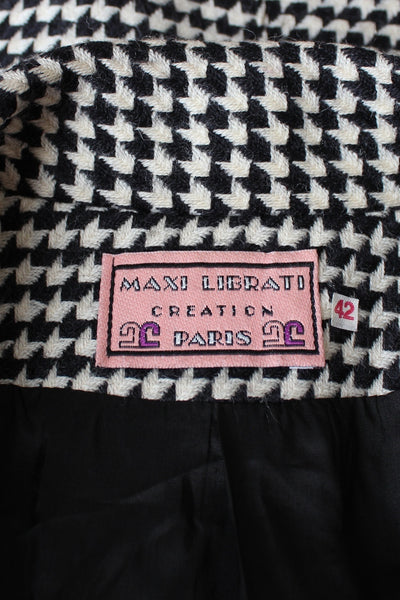 MAXI LIBRATI
CREATION
PARIS
42